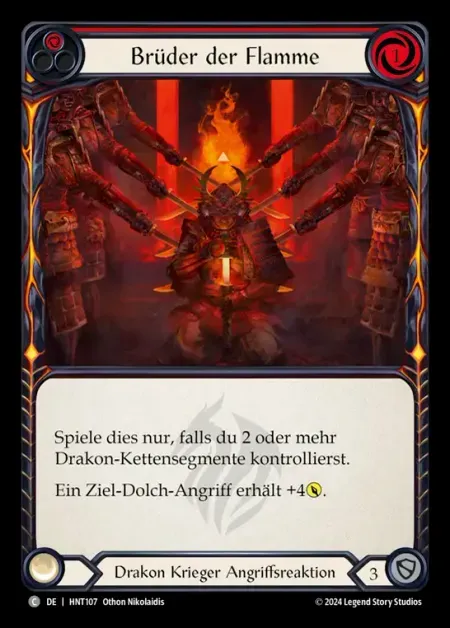 Brüder der Flamme
1
Spiele dies nur, falls du 2 oder mehr
Drakon-Kettensegmente kontrollierst.
Ein Ziel-Dolch-Angriff erhält +4.
Drakon Krieger Angriffsreaktion
3
C DE | HNT107 Othon Nikolaidis
© 2024 Legend Story Studios